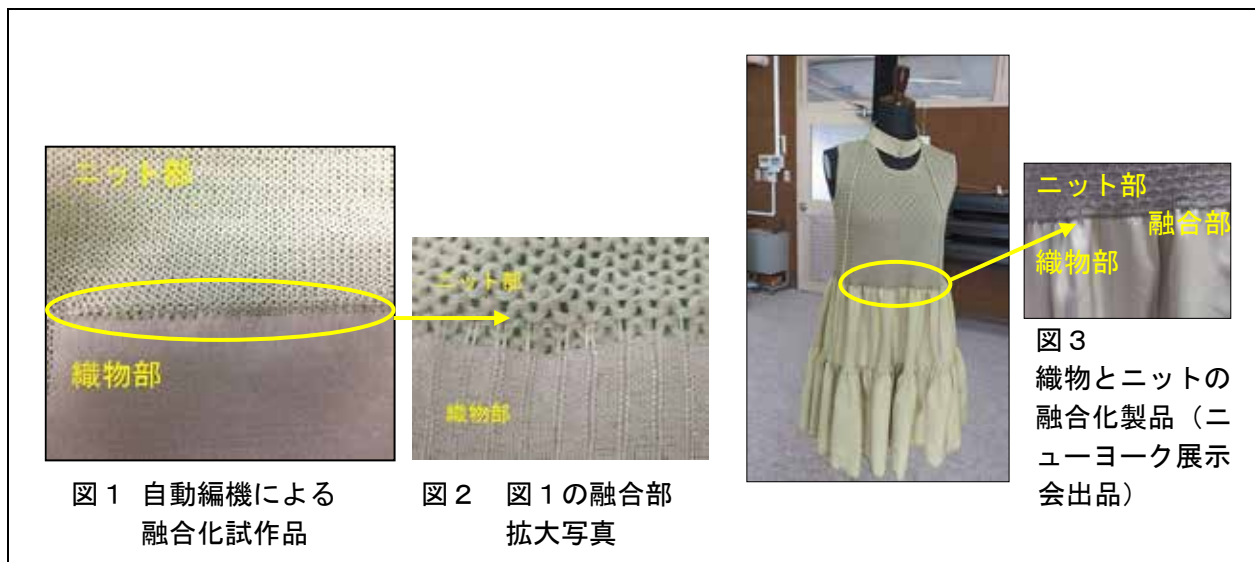 ニット部
織物部
図1 自動編機による
融合化試作品
ニット部
織物部
図2 図1の融合部
拡大写真
ニット部
融合部
織物部
図3
織物とニットの
融合化製品（ニ
ューヨーク展示
会出品）